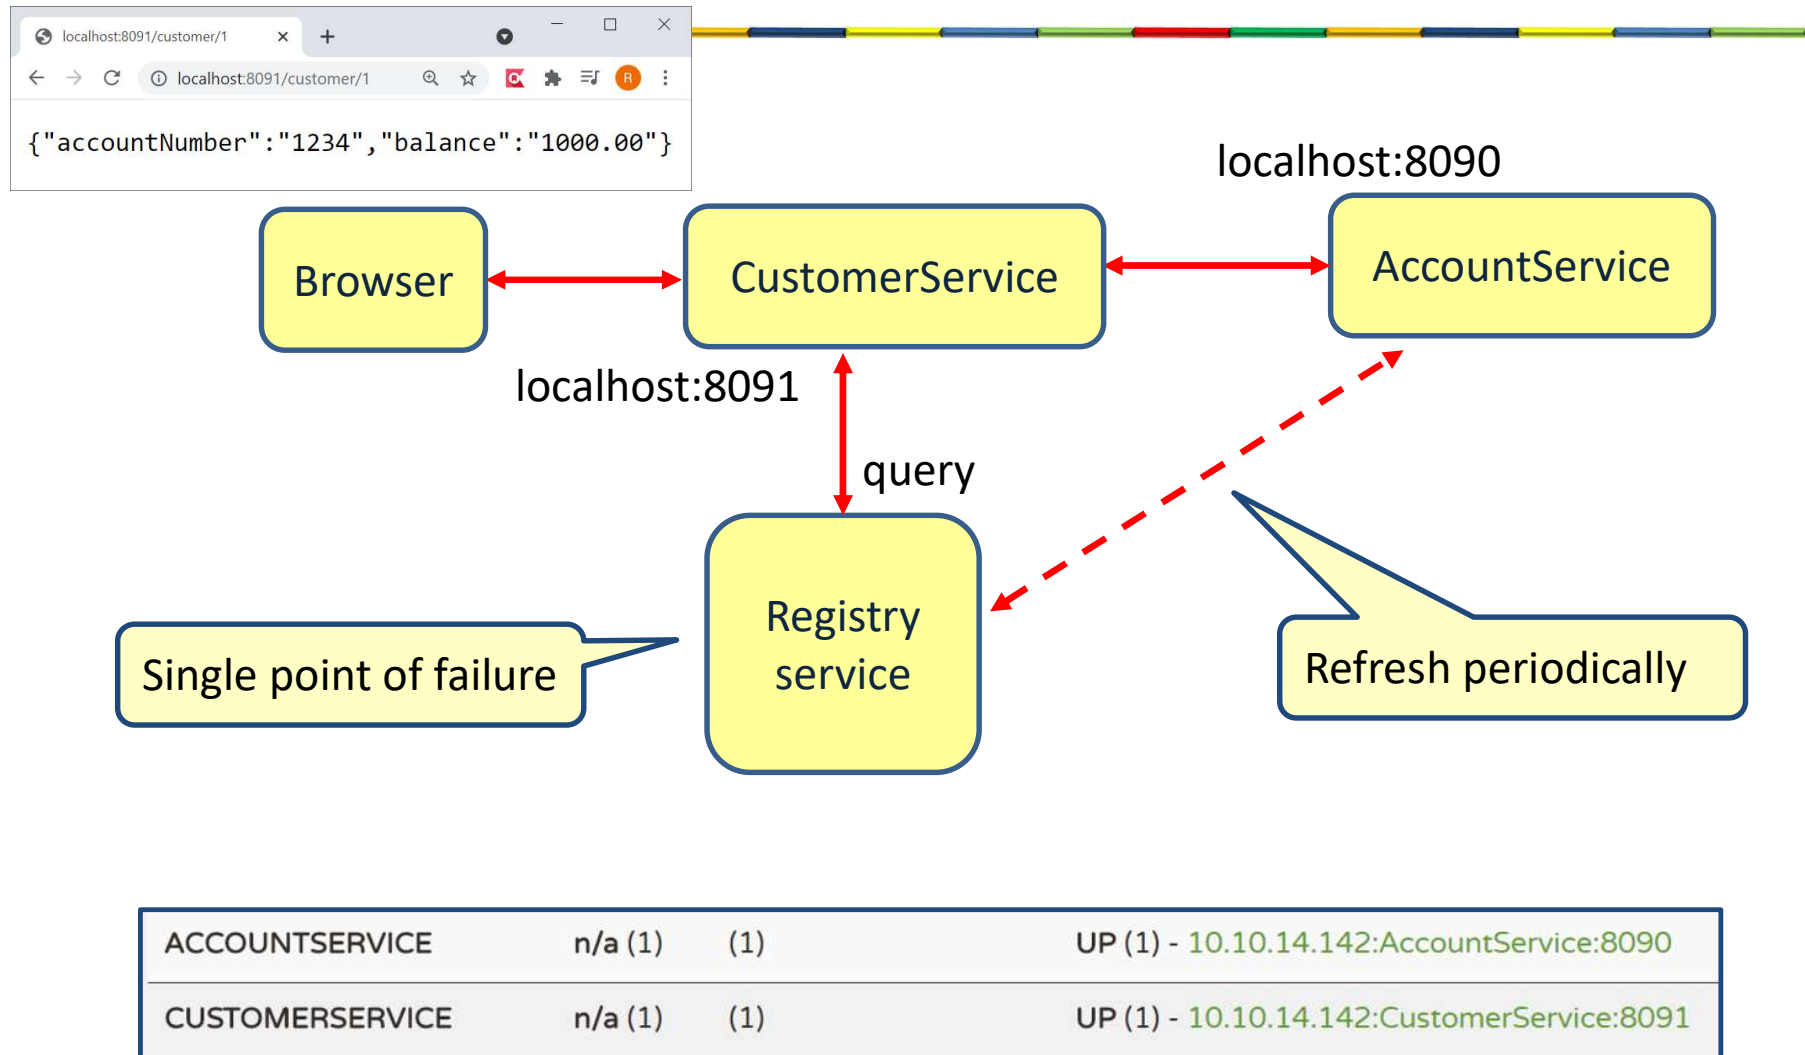 localhost:8091/customer/1
localhost:8091/customer/1
R
{"accountNumber":"1234","balance":"1000.00"}
localhost:8090
Browser
CustomerService
AccountService
localhost:8091
query
Registry
service
Single point of failure
Refresh periodically
ACCOUNTSERVICE n/a (1) (1) UP (1) - 10.10.14.142:AccountService:8090
CUSTOMERSERVICE n/a (1) (1) UP (1) - 10.10.14.142:CustomerService:8091